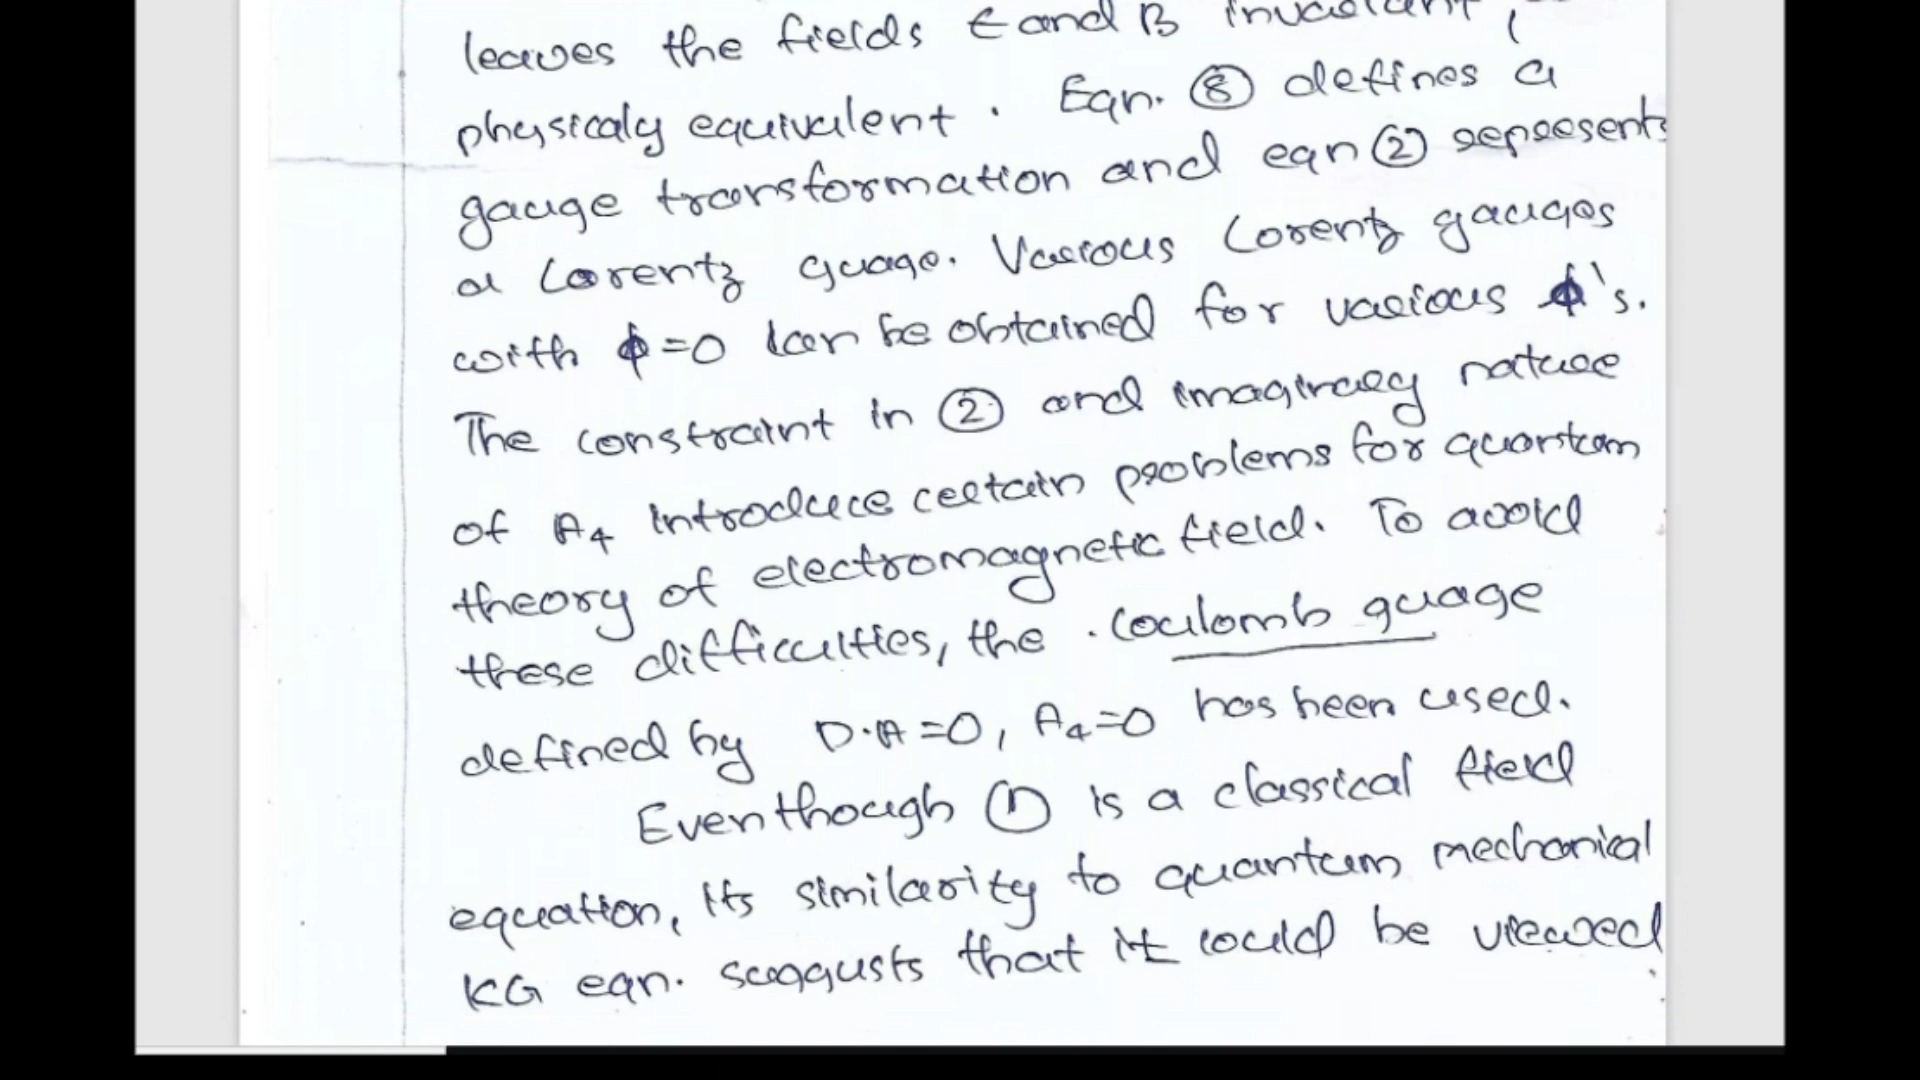 leaves the fields E and B invariant,
physicaly equivalent. Eqn. ⑧ defines a
gauge transformation and eqn ② represents
a Lorentz guage. Various Lorentz gauges
with ϕ=0 can be obtained for various ϕ's.
The constraint in ② and imaginary nature
of A4 introduce certain problems for quantum
theory of electromagnetic field. To avoid
these difficulties, the Coulomb guage
defined by D.A=0, A4=0 has been used.
Eventhough ① is a classical field
equation, its similarity to quantum mechanical
KG eqn. suggusts that it could be viewed